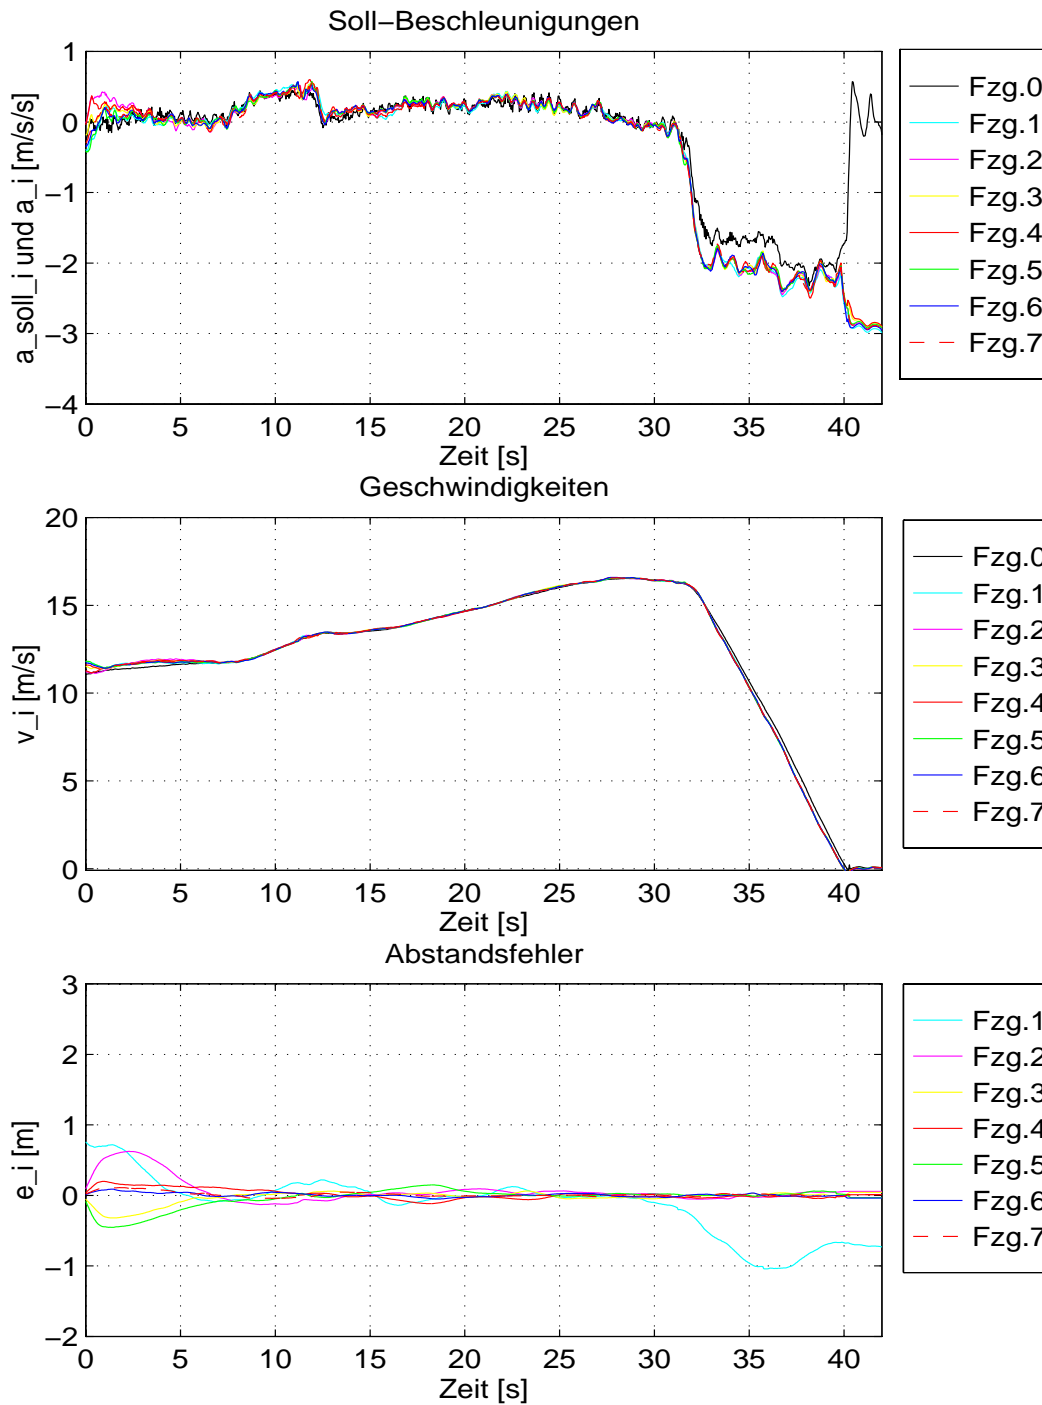 Soll–Beschleunigungen
a_soll_i und a_i [m/s/s]
1
0
−1
−2
−3
−4
0 5 10 15 20 25 30 35 40
Zeit [s]
Fzg.0
Fzg.1
Fzg.2
Fzg.3
Fzg.4
Fzg.5
Fzg.6
Fzg.7
Geschwindigkeiten
v_i [m/s]
20
15
10
5
0
0 5 10 15 20 25 30 35 40
Zeit [s]
Fzg.0
Fzg.1
Fzg.2
Fzg.3
Fzg.4
Fzg.5
Fzg.6
Fzg.7
Abstandsfehler
e_i [m]
3
2
1
0
−1
−2
0 5 10 15 20 25 30 35 40
Zeit [s]
Fzg.1
Fzg.2
Fzg.3
Fzg.4
Fzg.5
Fzg.6
Fzg.7